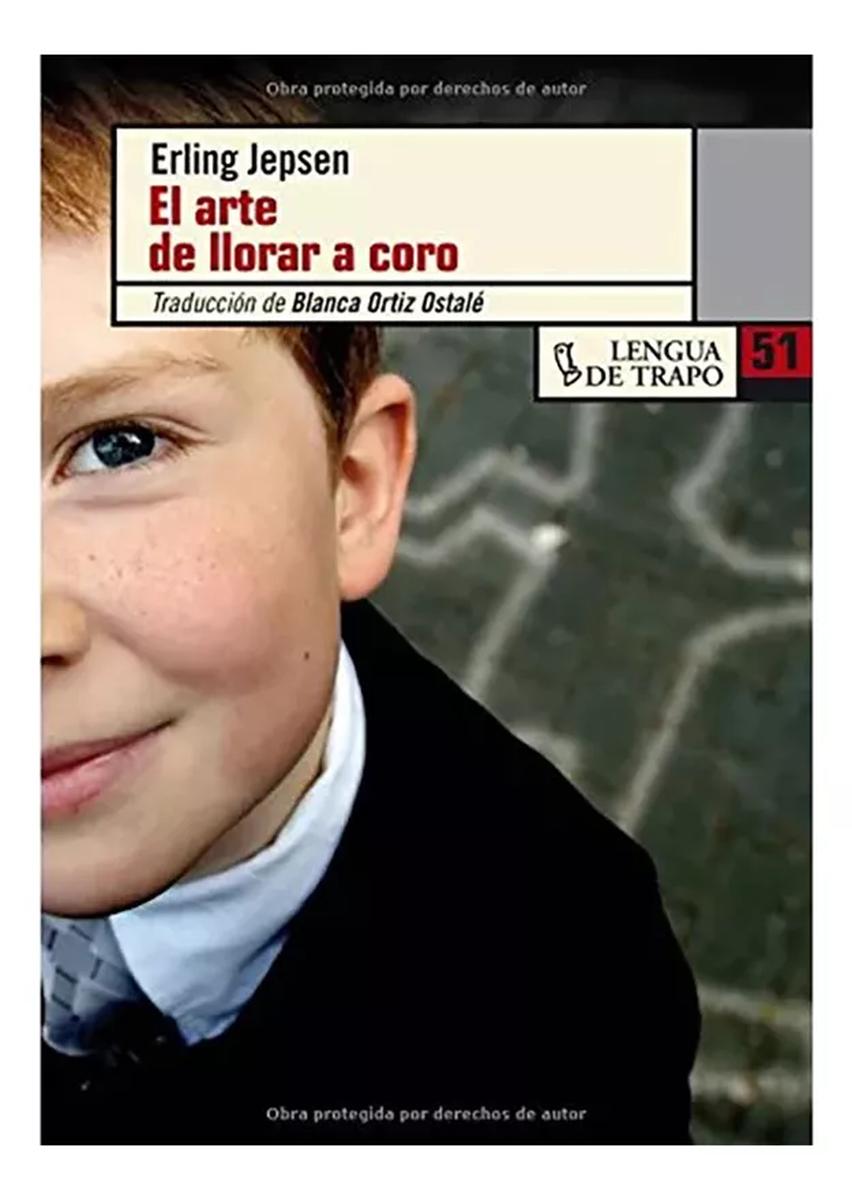 Obra protegida por derechos de autor
Erling Jepsen
El arte
de llorar a coro
Traducción de Blanca Ortiz Ostalé
LENGUA
DE TRAPO
51
Obra protegida por derechos de autor